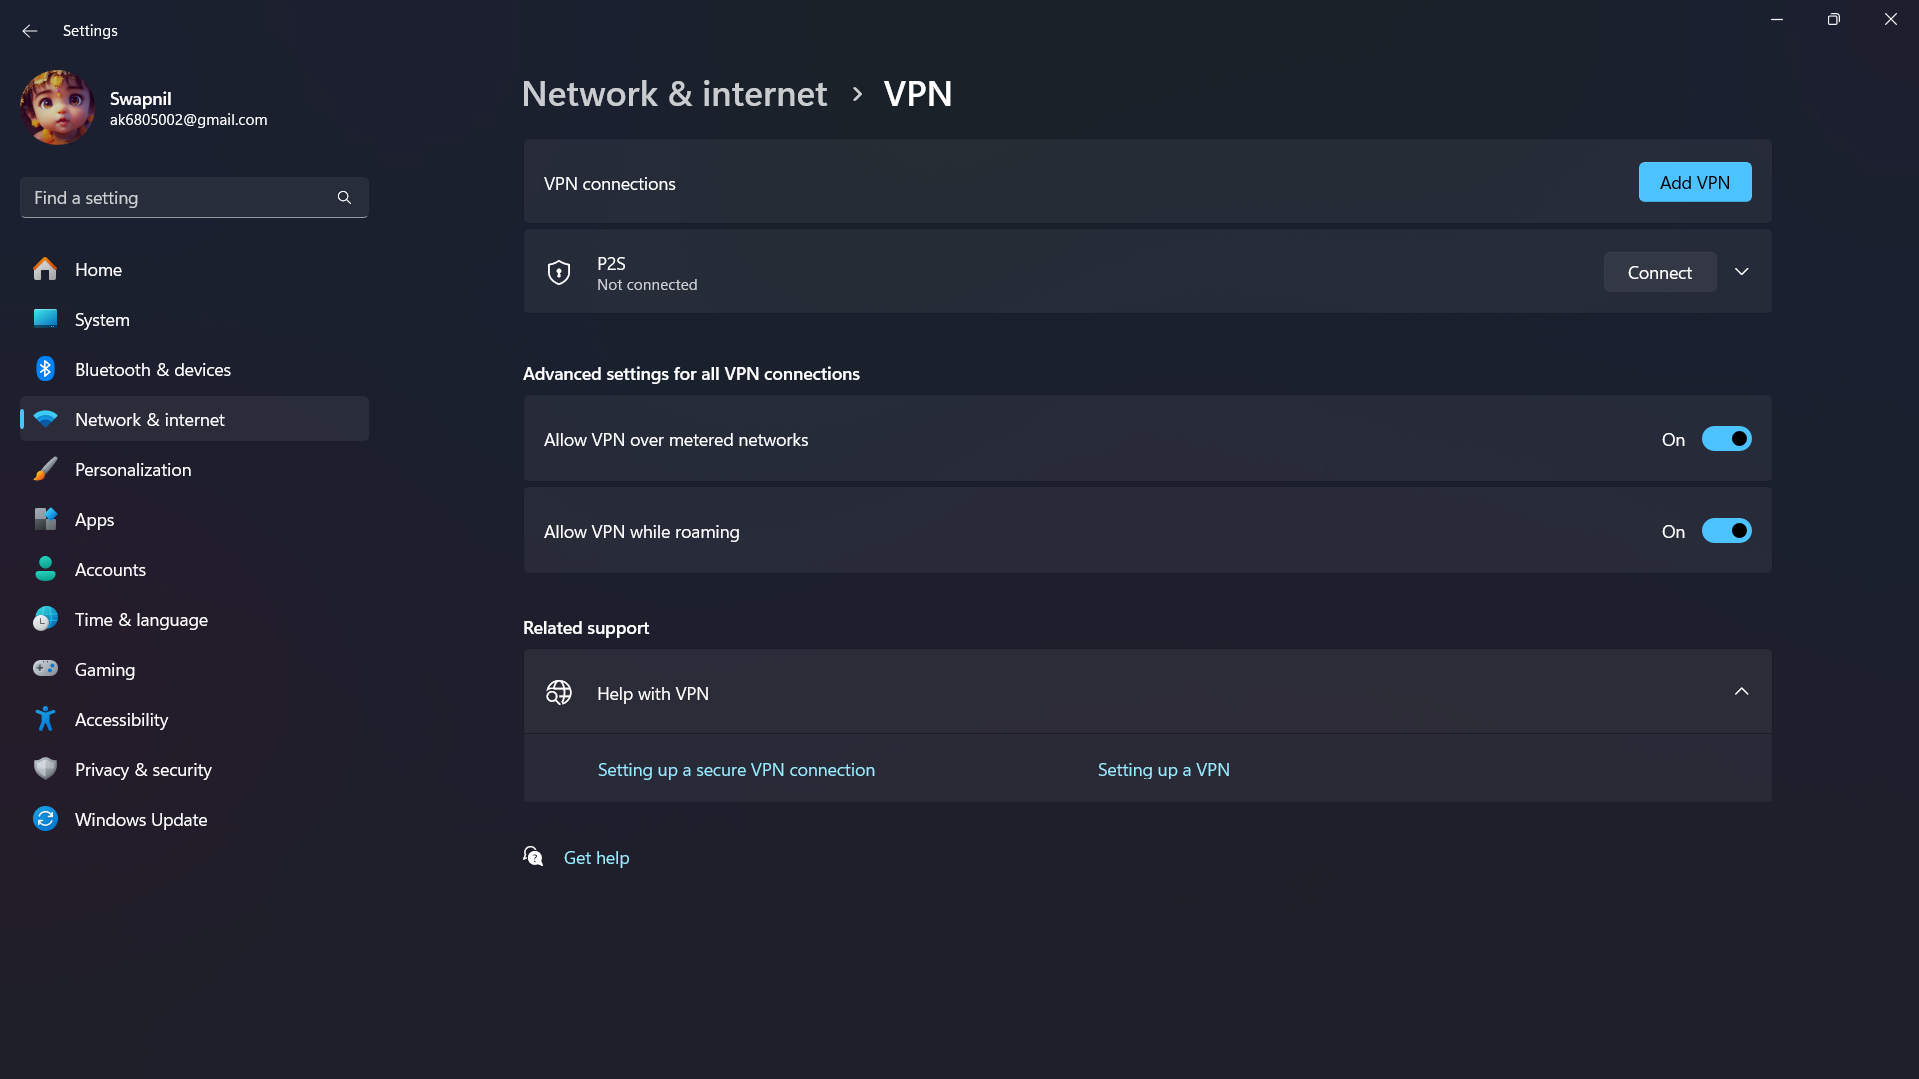 Settings
Swapnil
ak6805002@gmail.com
Find a setting
Home
System
Bluetooth & devices
Network & internet
Personalization
Apps
Accounts
Time & language
Gaming
Accessibility
Privacy & security
Windows Update
Network & internet > VPN
VPN connections
Add VPN
P2S
Not connected
Connect
Advanced settings for all VPN connections
Allow VPN over metered networks
On
Allow VPN while roaming
On
Related support
Help with VPN
Setting up a secure VPN connection
Setting up a VPN
Get help